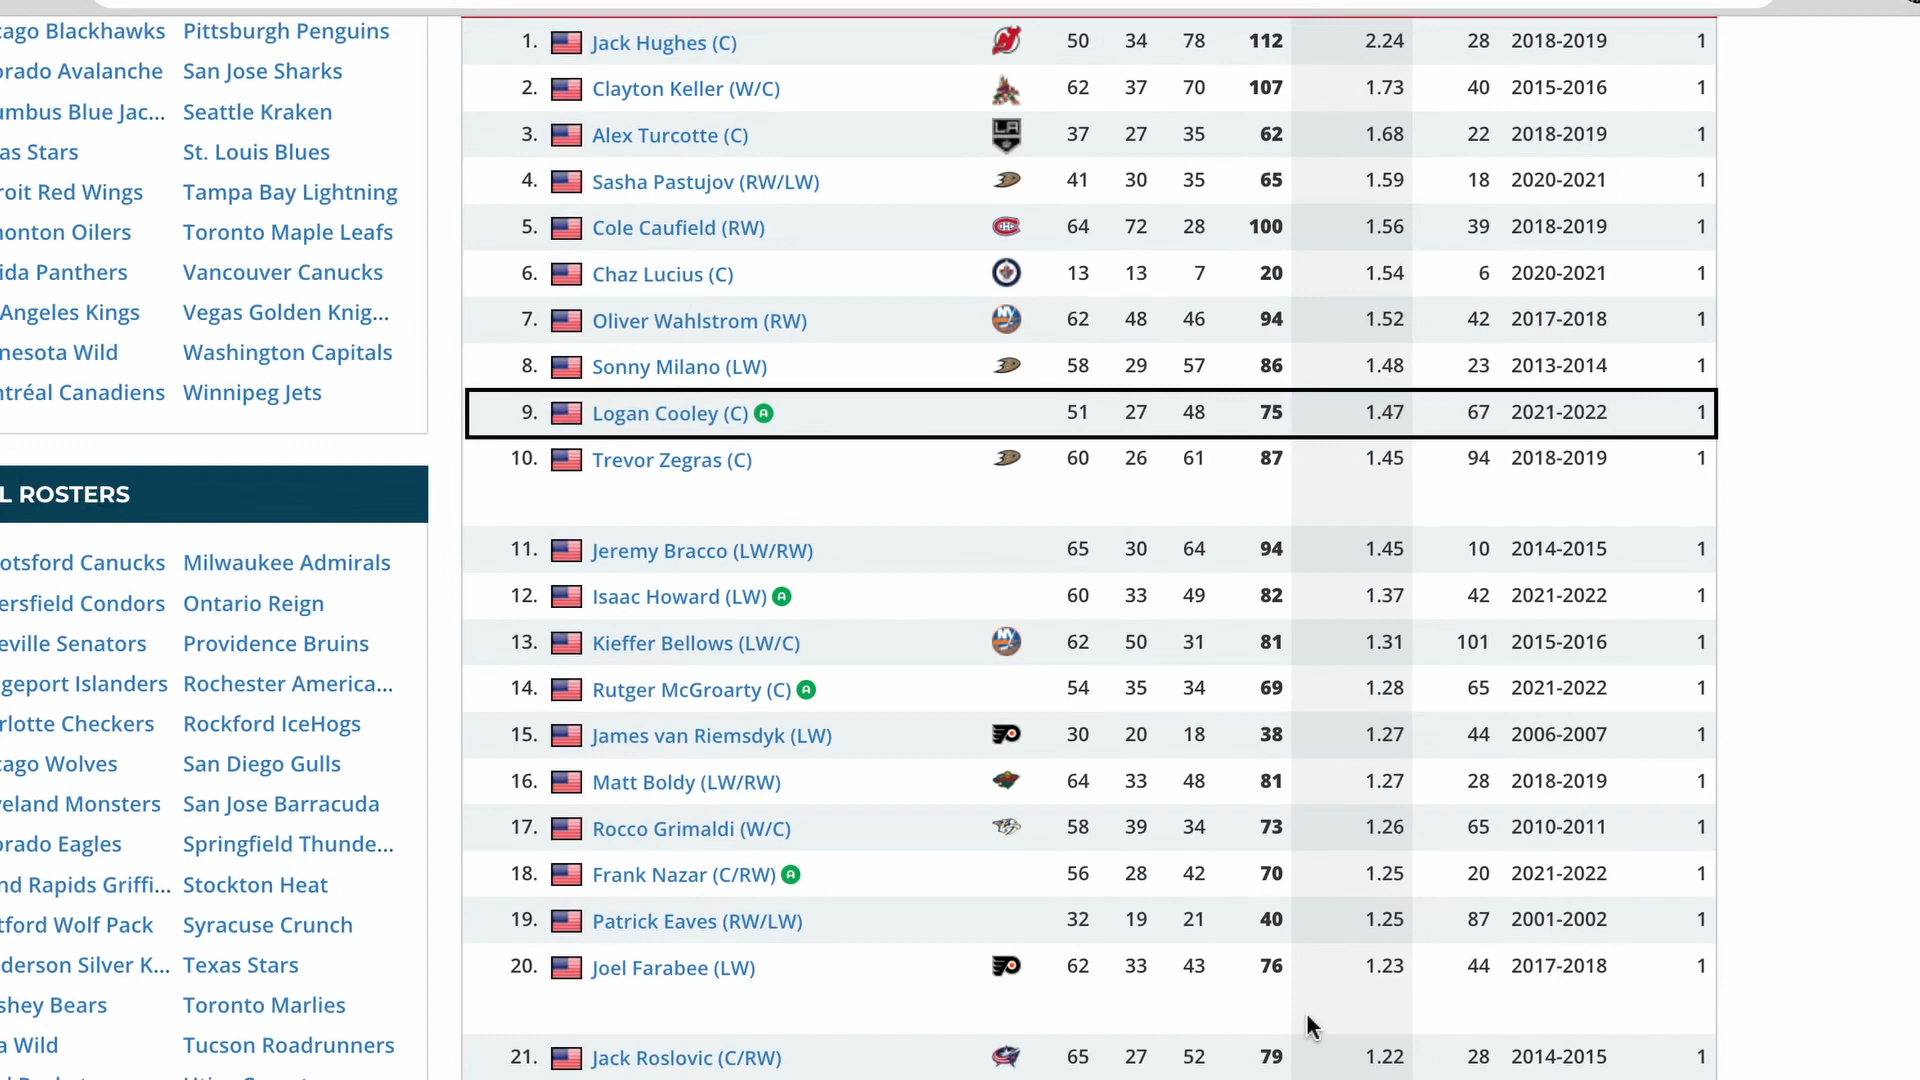 cago Blackhawks Pittsburgh Penguins
orado Avalanche San Jose Sharks
umbus Blue Jac... Seattle Kraken
as Stars St. Louis Blues
roit Red Wings Tampa Bay Lightning
nonton Oilers Toronto Maple Leafs
ida Panthers Vancouver Canucks
Angeles Kings Vegas Golden Knig...
nesota Wild Washington Capitals
ntréal Canadiens Winnipeg Jets
L ROSTERS
otsford Canucks Milwaukee Admirals
ersfield Condors Ontario Reign
eville Senators Providence Bruins
geport Islanders Rochester America...
rlotte Checkers Rockford IceHogs
cago Wolves San Diego Gulls
veland Monsters San Jose Barracuda
orado Eagles Springfield Thunde...
nd Rapids Griffi... Stockton Heat
tford Wolf Pack Syracuse Crunch
derson Silver K... Texas Stars
shey Bears Toronto Marlies
a Wild Tucson Roadrunners
1. Jack Hughes (C) 50 34 78 112 2.24 28 2018-2019 1
2. Clayton Keller (W/C) 62 37 70 107 1.73 40 2015-2016 1
3. Alex Turcotte (C) LA 37 27 35 62 1.68 22 2018-2019 1
4. Sasha Pastujov (RW/LW) 41 30 35 65 1.59 18 2020-2021 1
5. Cole Caufield (RW) 64 72 28 100 1.56 39 2018-2019 1
6. Chaz Lucius (C) 13 13 7 20 1.54 6 2020-2021 1
7. Oliver Wahlstrom (RW) NY 62 48 46 94 1.52 42 2017-2018 1
8. Sonny Milano (LW) 58 29 57 86 1.48 23 2013-2014 1
9. Logan Cooley (C) A 51 27 48 75 1.47 67 2021-2022 1
10. Trevor Zegras (C) 60 26 61 87 1.45 94 2018-2019 1
11. Jeremy Bracco (LW/RW) 65 30 64 94 1.45 10 2014-2015 1
12. Isaac Howard (LW) A 60 33 49 82 1.37 42 2021-2022 1
13. Kieffer Bellows (LW/C) NY 62 50 31 81 1.31 101 2015-2016 1
14. Rutger McGroarty (C) A 54 35 34 69 1.28 65 2021-2022 1
15. James van Riemsdyk (LW) 30 20 18 38 1.27 44 2006-2007 1
16. Matt Boldy (LW/RW) 64 33 48 81 1.27 28 2018-2019 1
17. Rocco Grimaldi (W/C) 58 39 34 73 1.26 65 2010-2011 1
18. Frank Nazar (C/RW) A 56 28 42 70 1.25 20 2021-2022 1
19. Patrick Eaves (RW/LW) 32 19 21 40 1.25 87 2001-2002 1
20. Joel Farabee (LW) 62 33 43 76 1.23 44 2017-2018 1
21. Jack Roslovic (C/RW) 65 27 52 79 1.22 28 2014-2015 1